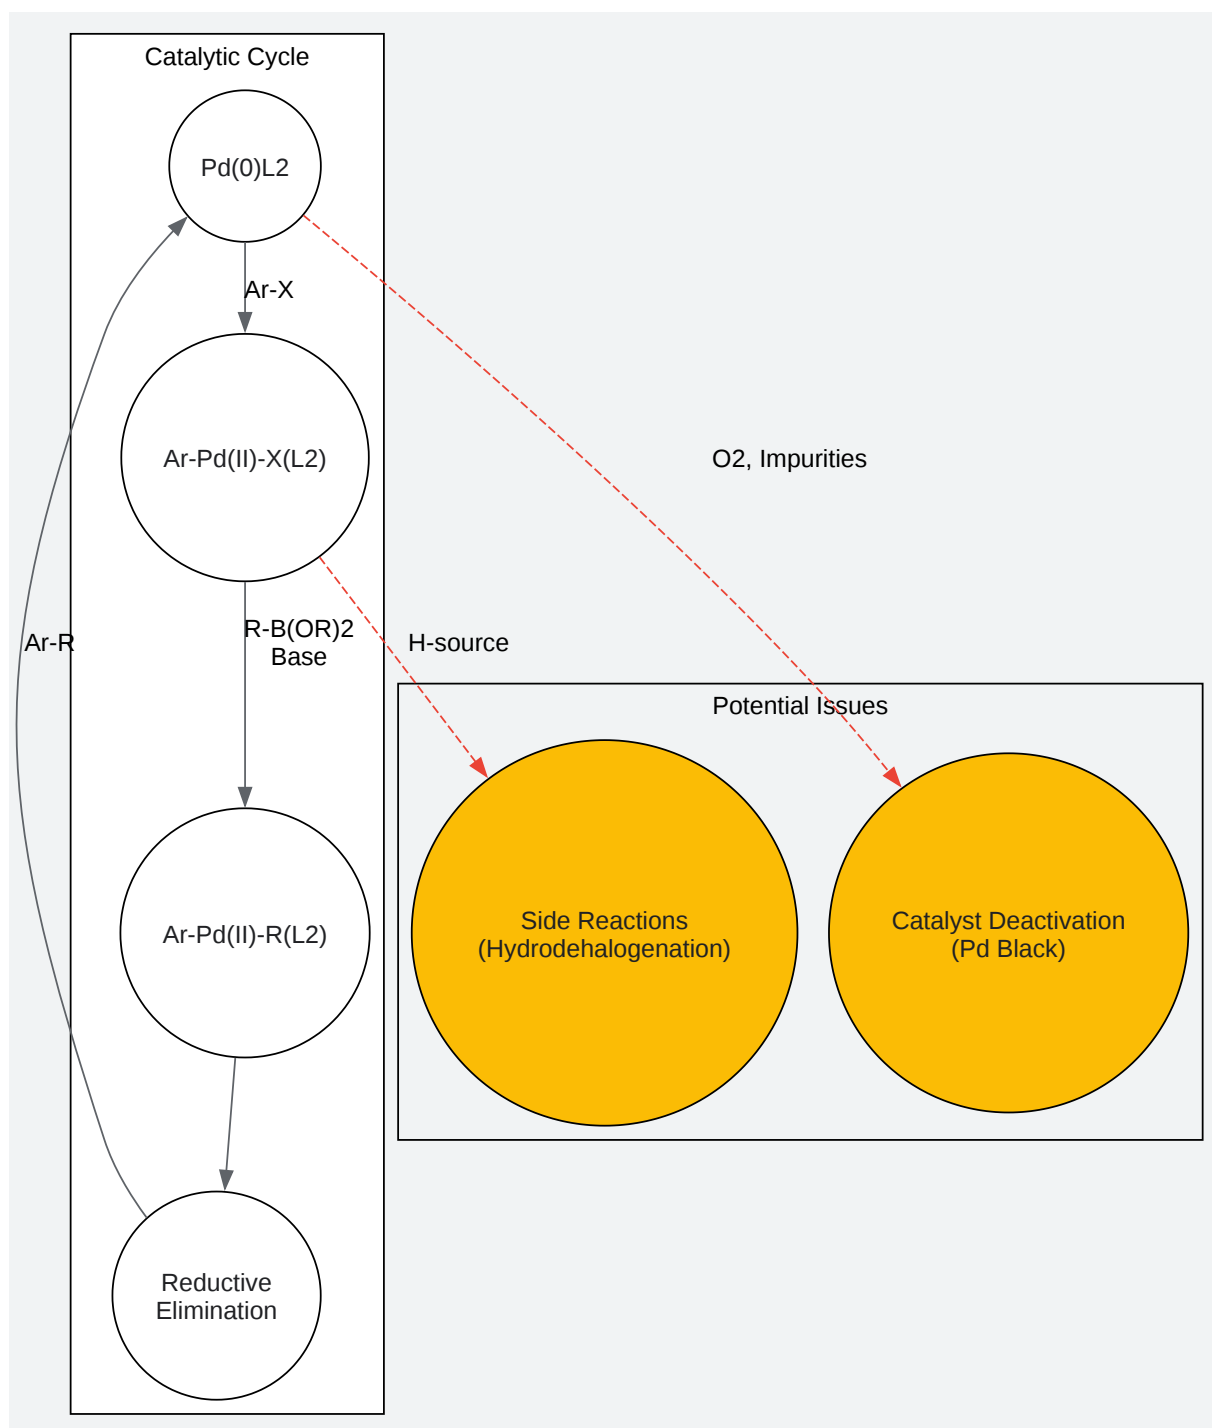 Catalytic Cycle
Pd(0)L2
Ar-X
Ar-Pd(II)-X(L2)
O2, Impurities
R-B(OR)2
Base
Ar-R
H-source
Potential Issues
Ar-Pd(II)-R(L2)
Side Reactions
(Hydrodehalogenation)
Catalyst Deactivation
(Pd Black)
Reductive
Elimination